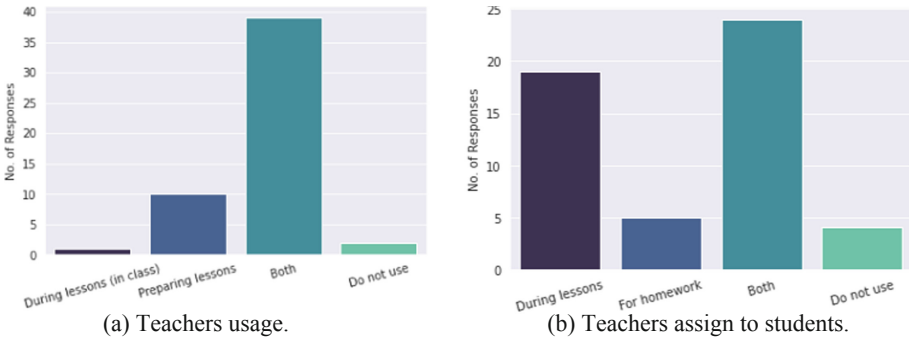 40
35
30
25
20
15
10
5
0
No. of Responses
During lessons (in class)
Preparing lessons
Both
Do not use
(a) Teachers usage.
25
20
15
10
5
0
No. of Responses
During lessons
For homework
Both
Do not use
(b) Teachers assign to students.